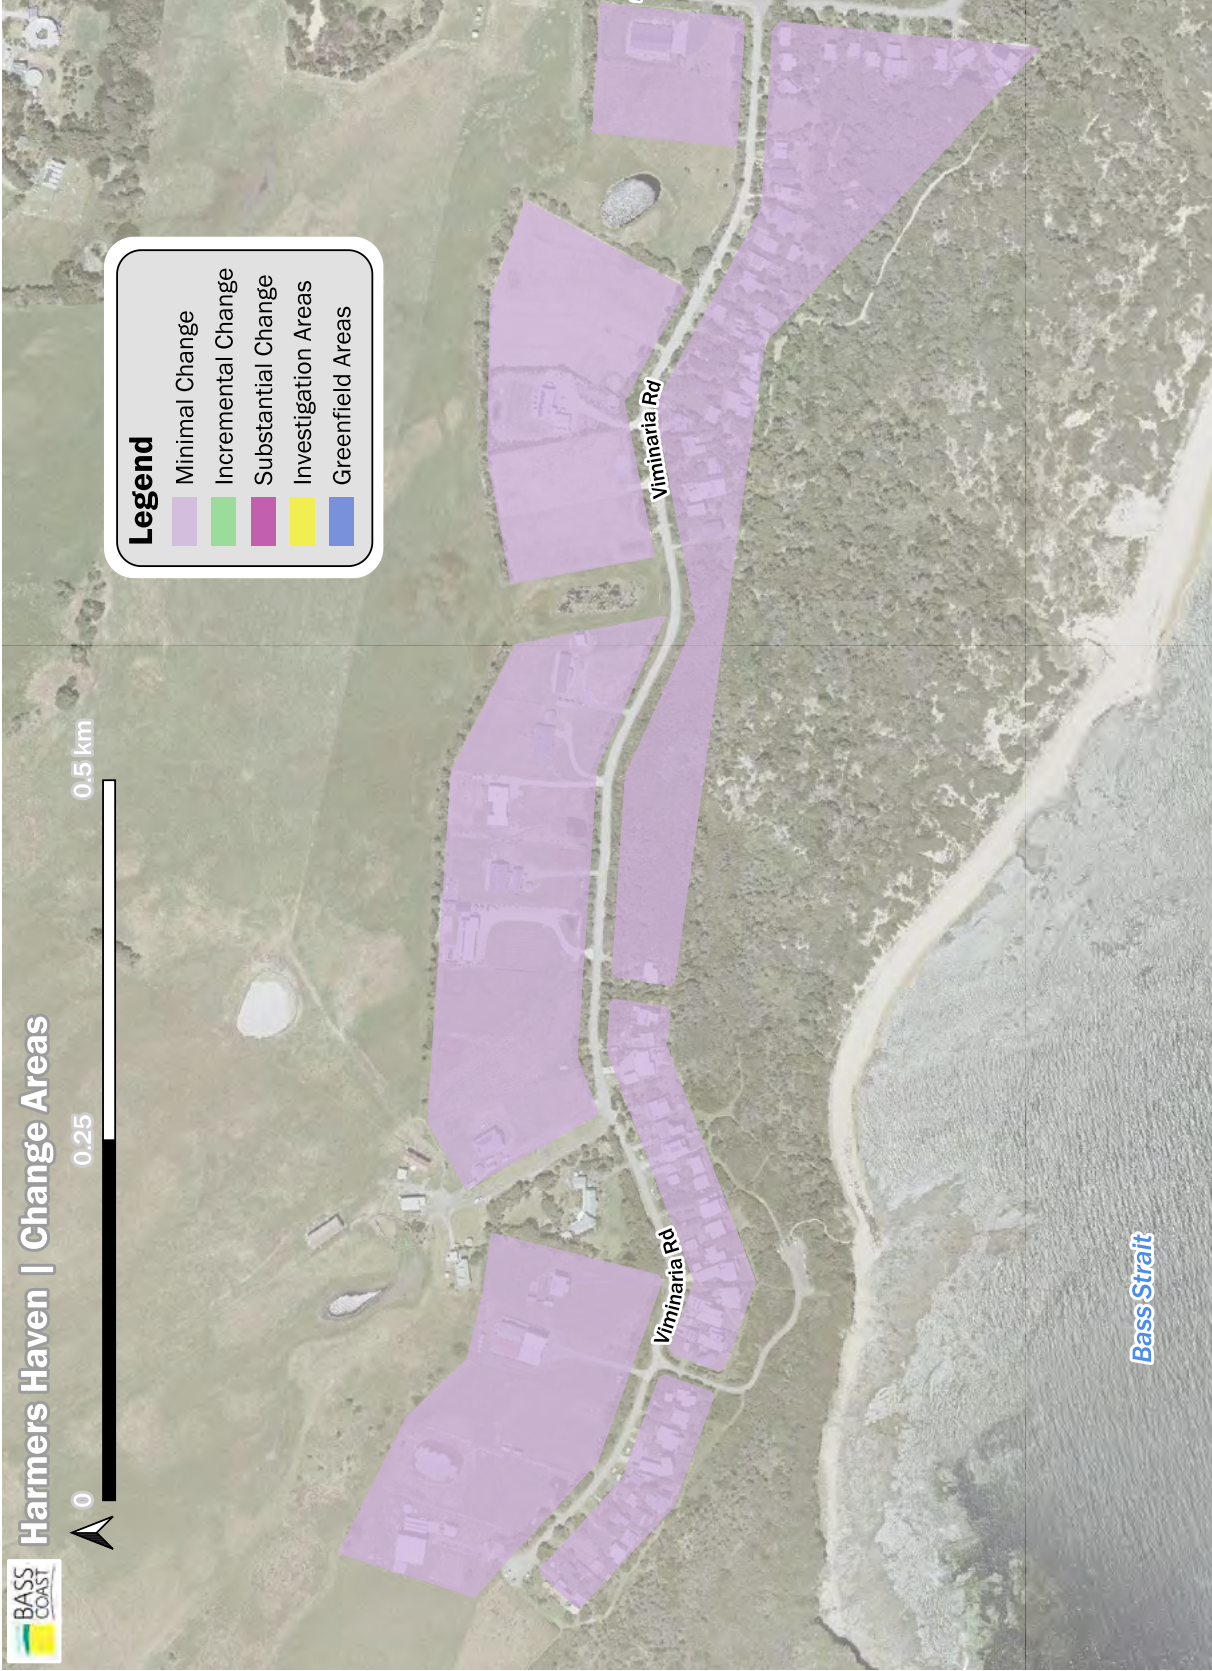 BASS
COAST
Harmers Haven | Change Areas
0
0.25
0.5 km
Legend
Minimal Change
Incremental Change
Substantial Change
Investigation Areas
Greenfield Areas
Viminaria Rd
Viminaria Rd
Bass Strait